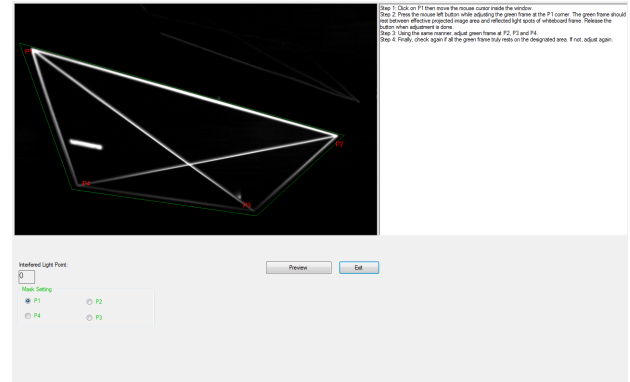 Step 1: Click on P1 then move the mouse cursor inside the window.
Step 2: Press the mouse left button while adjusting the green frame at the P1 corner. The green frame should
rest between effective projected image area and reflected light spots of whiteboard frame. Release the
button when adjustment is done.
Step 3: Using the same manner, adjust green frame at P2, P3 and P4.
Step 4: Finally, check again if all the green frame truly rests on the designated area. If not, adjust again.
P2
P4
P3
Interfered Light Point:
0
Preview
Exit
Mask Setting
P1
P2
P4
P3